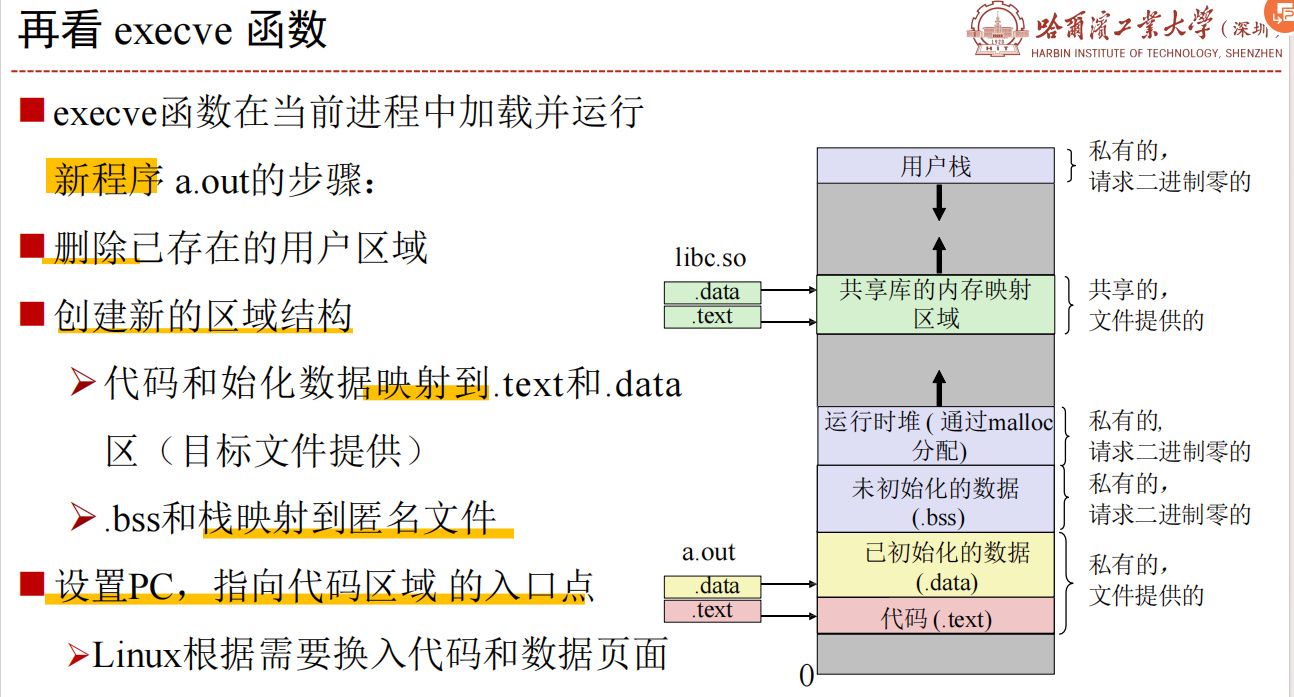 再看 execve 函数
哈爾濱工業大學(深圳)
HARBIN INSTITUTE OF TECHNOLOGY, SHENZHEN
HIT
execve函数在当前进程中加载并运行
新程序 a.out的步骤：
删除已存在的用户区域
创建新的区域结构
代码和始化数据映射到.text和.data
区（目标文件提供）
.bss和栈映射到匿名文件
设置PC，指向代码区域 的入口点
Linux根据需要换入代码和数据页面
用户栈
私有的，
请求二进制零的
libc.so
.data
.text
共享库的内存映射
区域
共享的，
文件提供的
运行时堆 ( 通过malloc
分配)
私有的,
请求二进制零的
未初始化的数据
(.bss)
私有的，
请求二进制零的
a.out
.data
.text
已初始化的数据
(.data)
代码 (.text)
私有的，
文件提供的
0